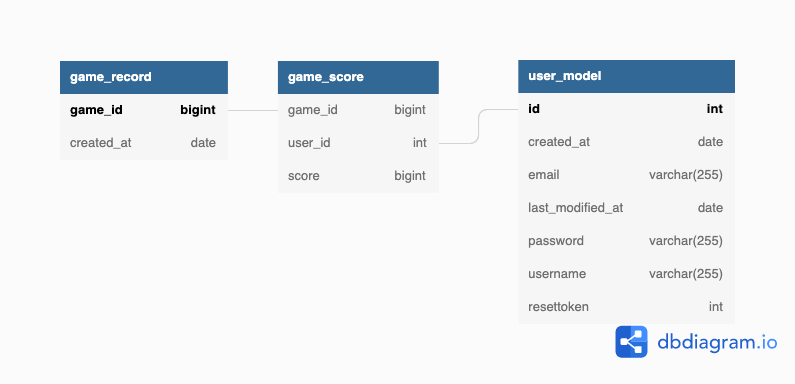 game_record
game_id bigint
created_at date
game_score
game_id bigint
user_id int
score bigint
user_model
id int
created_at date
email varchar(255)
last_modified_at date
password varchar(255)
username varchar(255)
resettoken int
dbdiagram.io